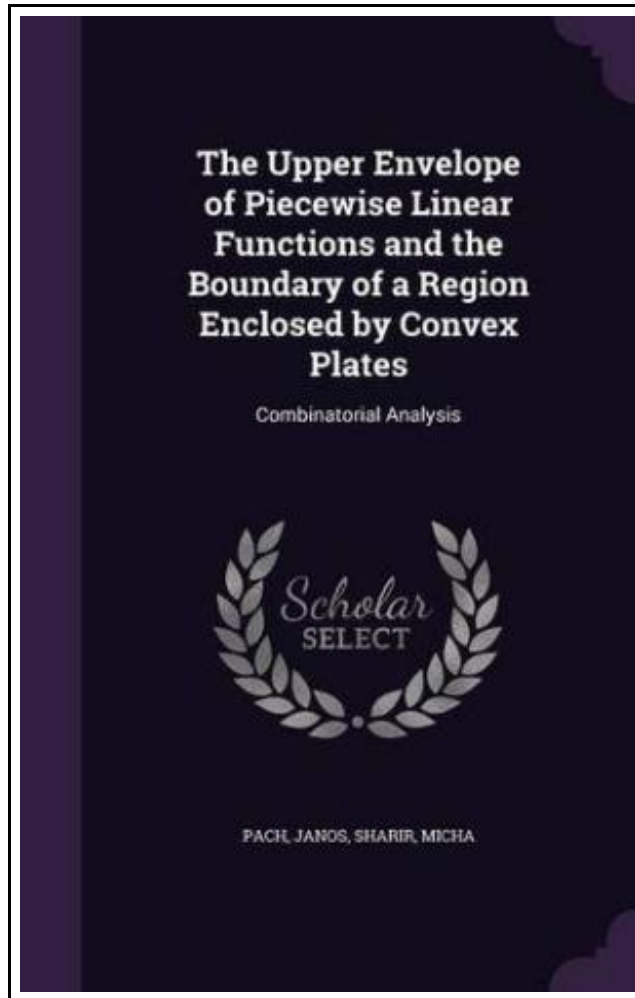 The Upper Envelope
of Piecewise Linear
Functions and the
Boundary of a Region
Enclosed by Convex
Plates
Combinatorial Analysis
Scholar
SELECT
PACH, JANOS, SHARIR, MICHA